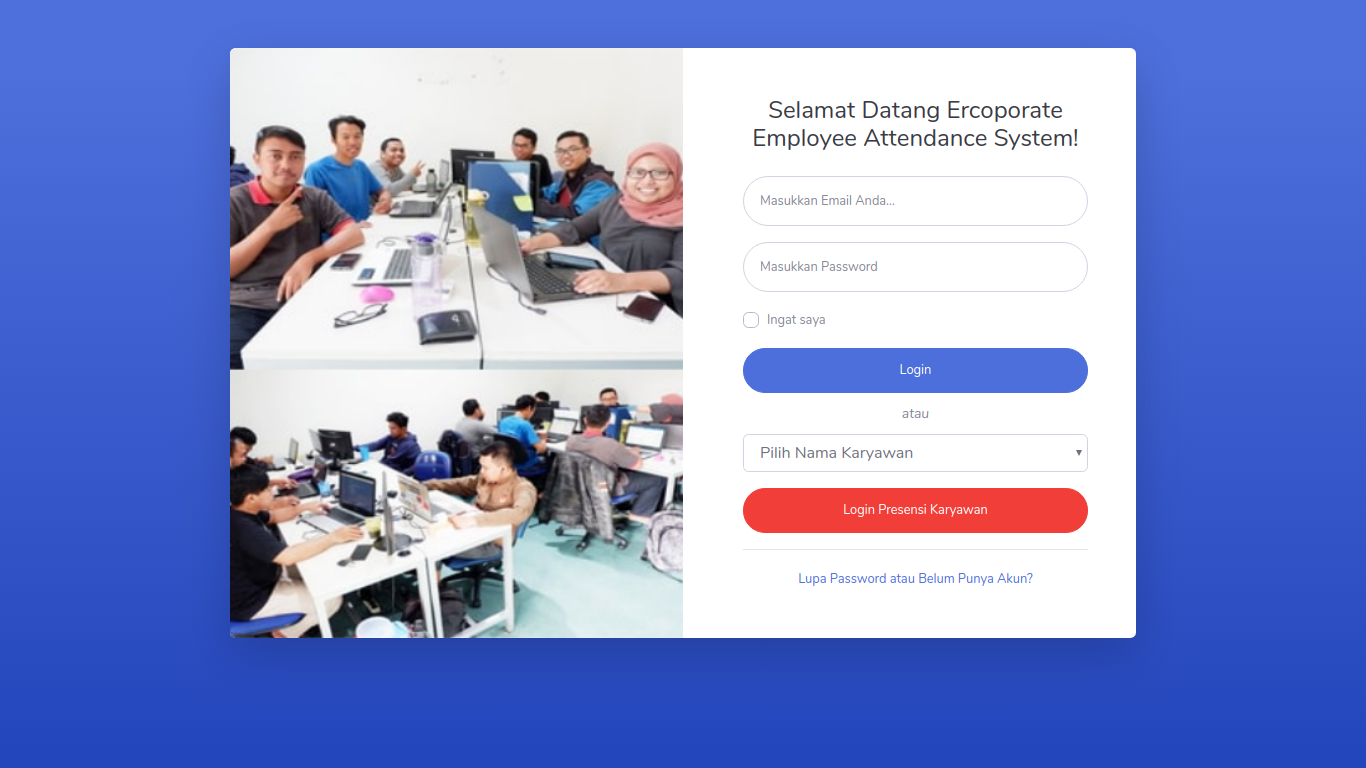 Selamat Datang Ercoporate
Employee Attendance System!
Masukkan Email Anda...
Masukkan Password
Ingat saya
Login
atau
Pilih Nama Karyawan
Login Presensi Karyawan
Lupa Password atau Belum Punya Akun?